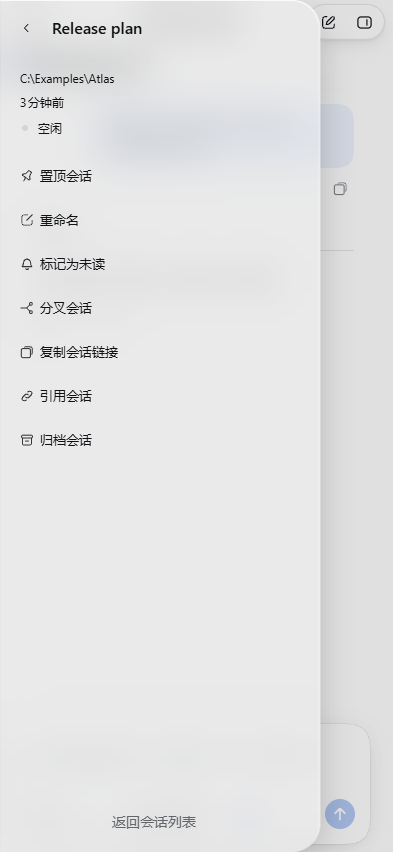 Release plan
C:\Examples\Atlas
3 分钟前
空闲
置顶会话
重命名
标记为未读
分叉会话
复制会话链接
引用会话
归档会话
返回会话列表